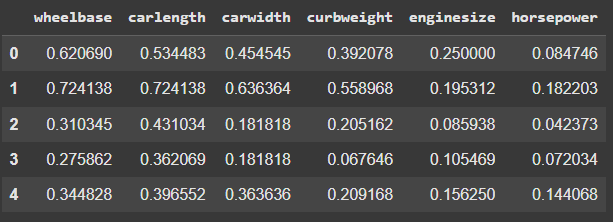 wheelbase carlength carwidth curbweight enginesize horsepower
0 0.620690 0.534483 0.454545 0.392078 0.250000 0.084746
1 0.724138 0.724138 0.636364 0.558968 0.195312 0.182203
2 0.310345 0.431034 0.181818 0.205162 0.085938 0.042373
3 0.275862 0.362069 0.181818 0.067646 0.105469 0.072034
4 0.344828 0.396552 0.363636 0.209168 0.156250 0.144068